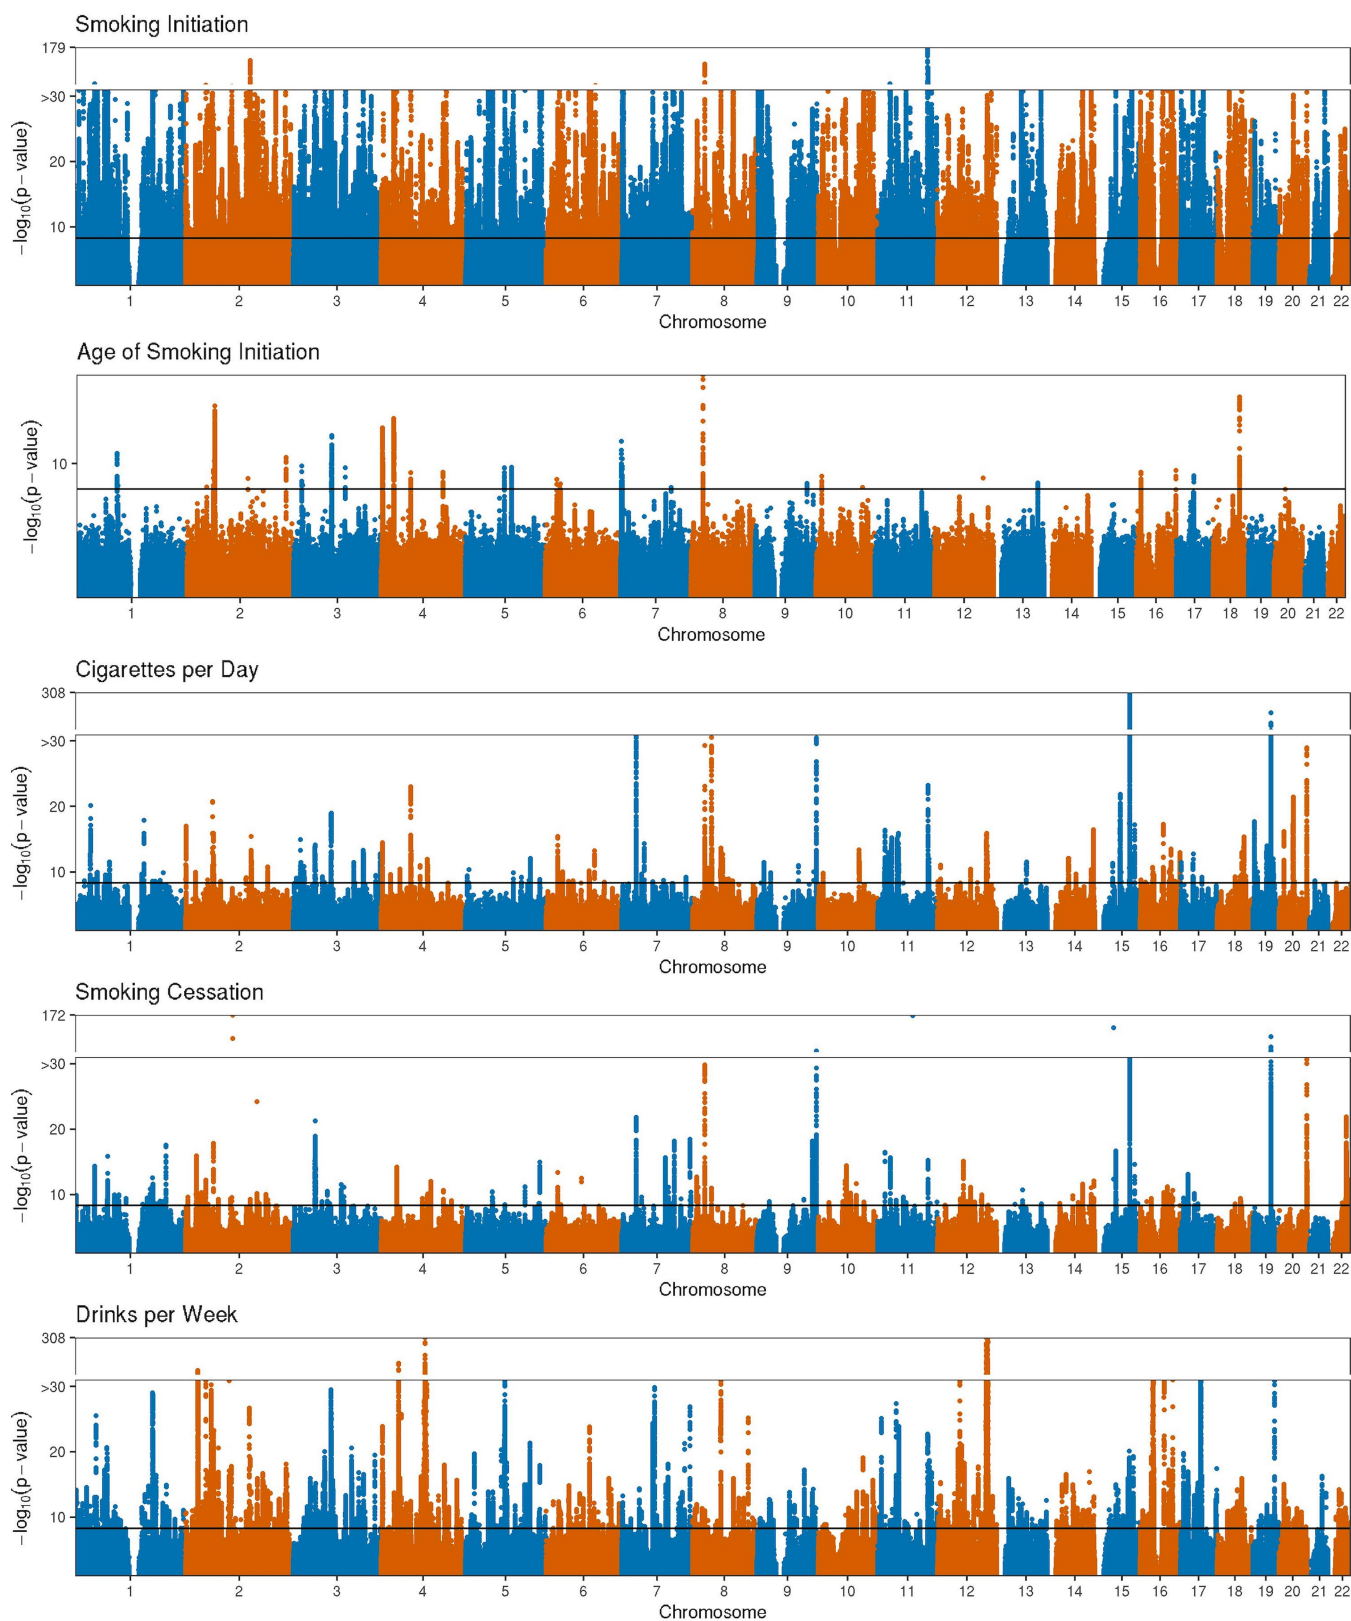 Smoking Initiation
179
>30
20
10
−log10(p−value)
1 2 3 4 5 6 7 8 9 10 11 12 13 14 15 16 17 18 19 20 21 22
Chromosome
Age of Smoking Initiation
10
−log10(p−value)
1 2 3 4 5 6 7 8 9 10 11 12 13 14 15 16 17 18 19 20 21 22
Chromosome
Cigarettes per Day
308
>30
20
10
−log10(p−value)
1 2 3 4 5 6 7 8 9 10 11 12 13 14 15 16 17 18 19 20 21 22
Chromosome
Smoking Cessation
172
>30
20
10
−log10(p−value)
1 2 3 4 5 6 7 8 9 10 11 12 13 14 15 16 17 18 19 20 21 22
Chromosome
Drinks per Week
308
>30
20
10
−log10(p−value)
1 2 3 4 5 6 7 8 9 10 11 12 13 14 15 16 17 18 19 20 21 22
Chromosome